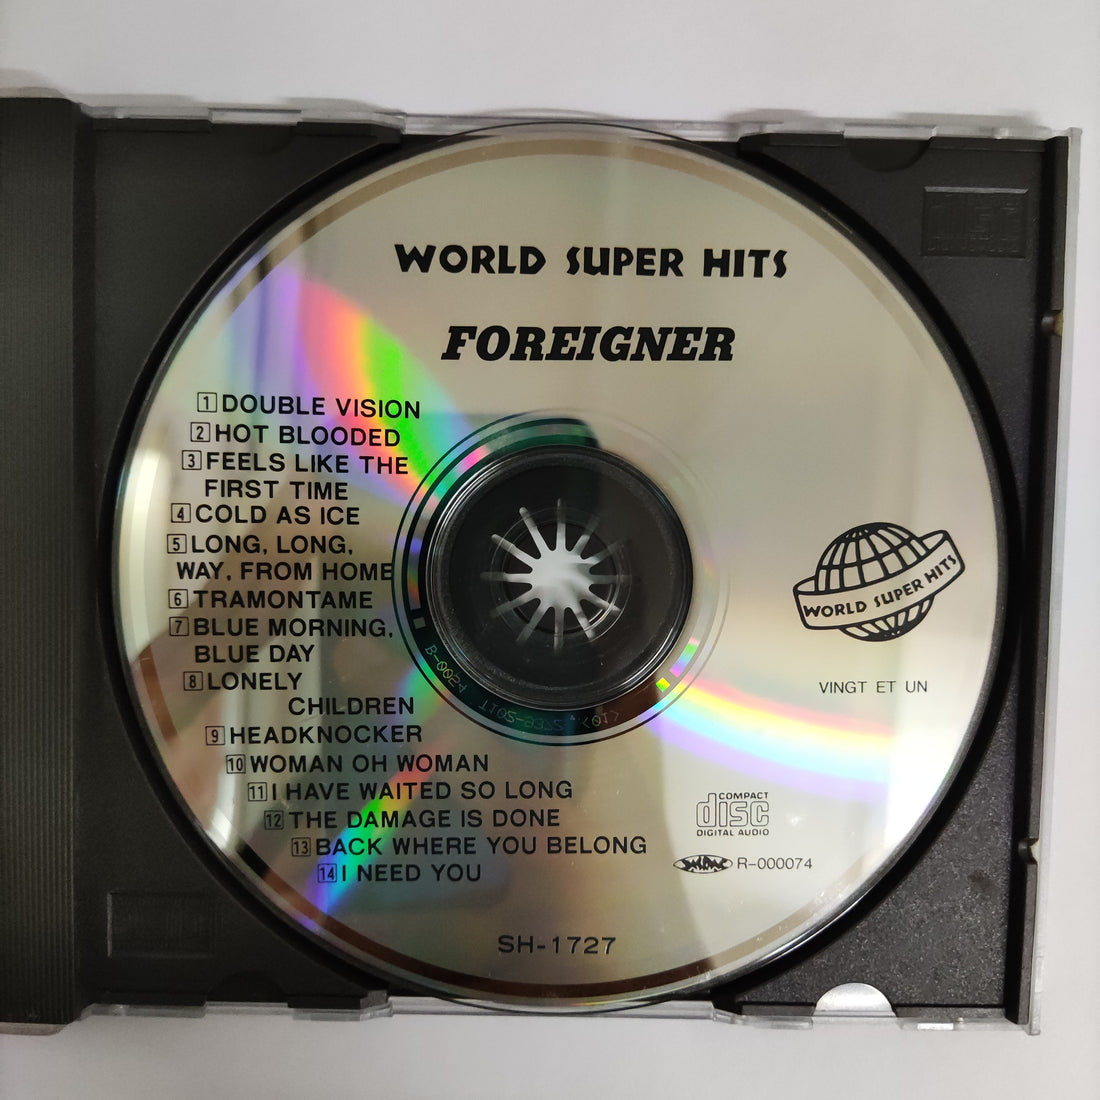 WORLD SUPER HITS
FOREIGNER
1 DOUBLE VISION
2 HOT BLOODED
3 FEELS LIKE THE
FIRST TIME
4 COLD AS ICE
5 LONG, LONG,
WAY, FROM HOME
6 TRAMONTAME
7 BLUE MORNING,
BLUE DAY
8 LONELY
CHILDREN
9 HEADKNOCKER
10 WOMAN OH WOMAN
11 I HAVE WAITED SO LONG
12 THE DAMAGE IS DONE
13 BACK WHERE YOU BELONG
14 I NEED YOU
WORLD SUPER HITS
VINGT ET UN
COMPACT
disc
DIGITAL AUDIO
R-000074
SH-1727